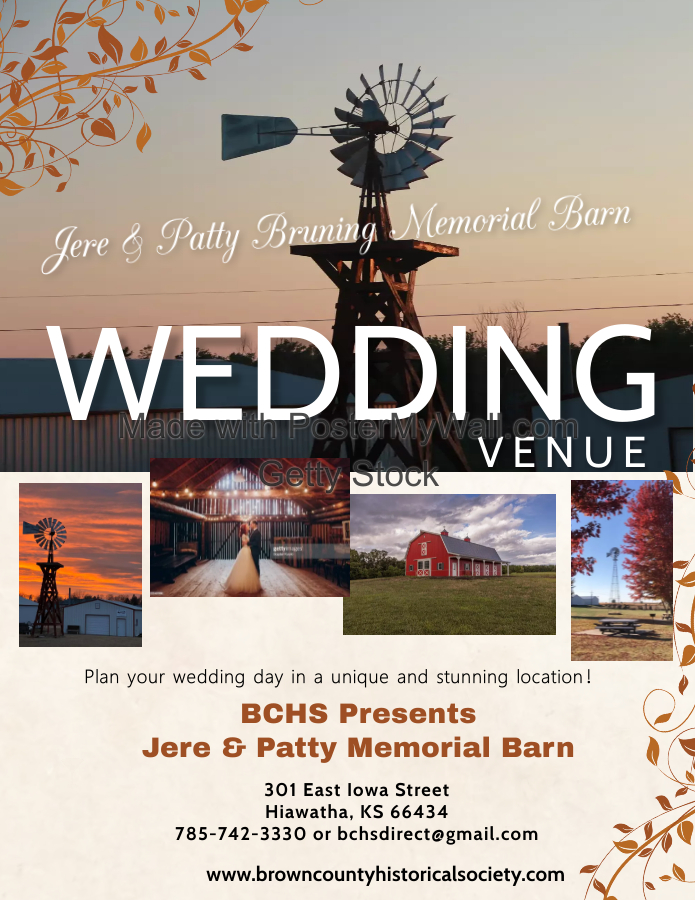 Jere & Patty Bruning Memorial Barn
WEDDING
Made with PosterMyWall.com
VENUE
Getty Stock
Plan your wedding day in a unique and stunning location!
BCHS Presents
Jere & Patty Memorial Barn
301 East Iowa Street
Hiawatha, KS 66434
785-742-3330 or bchsdirect@gmail.com
www.browncountyhistoricalsociety.com